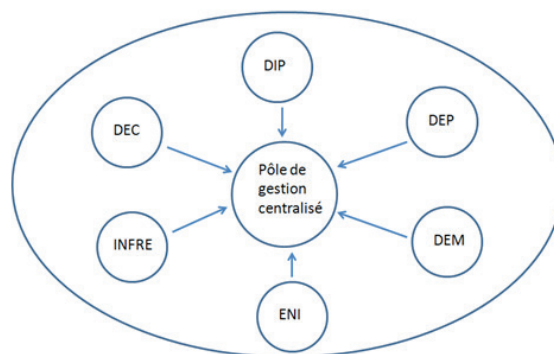 DIP
DEC
DEP
Pôle de
gestion
centralisé
INFRE
DEM
ENI